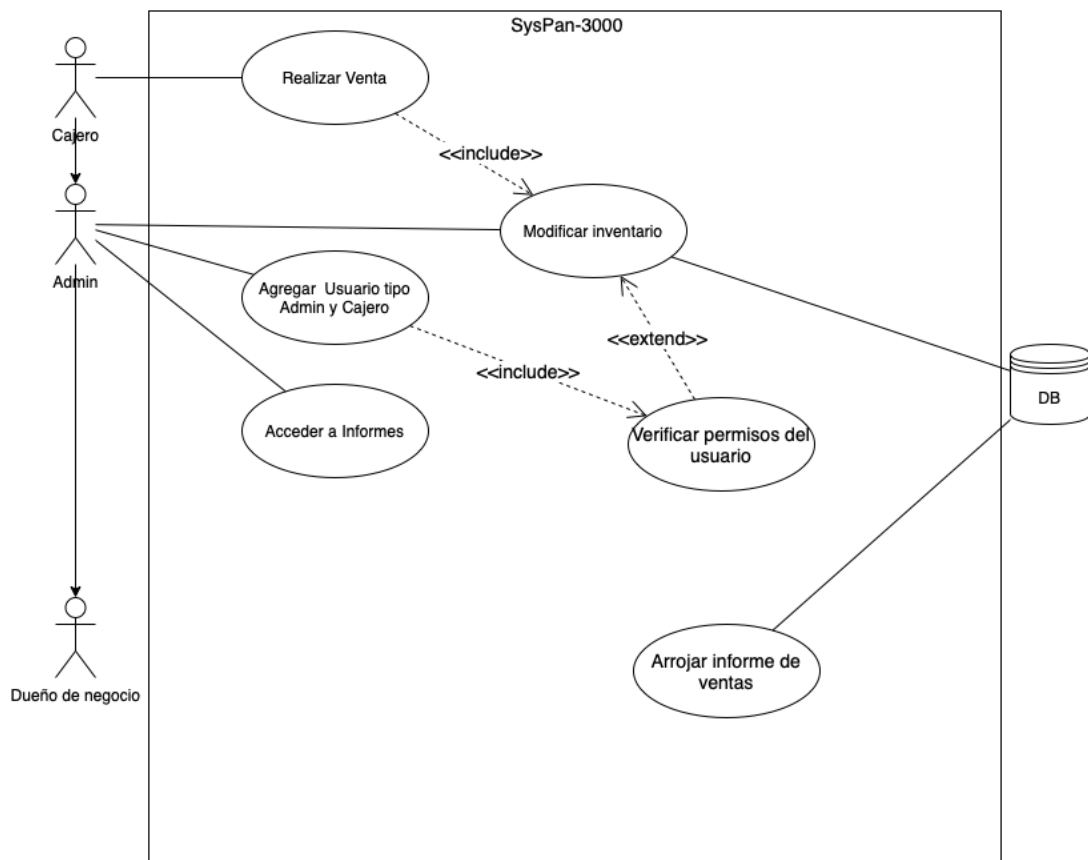 SysPan-3000
Realizar Venta
Cajero
<<include>>
Modificar inventario
Admin
Agregar Usuario tipo
Admin y Cajero
<<extend>>
<<include>>
DB
Acceder a Informes
Verificar permisos del
usuario
Arrojar informe de
ventas
Dueño de negocio